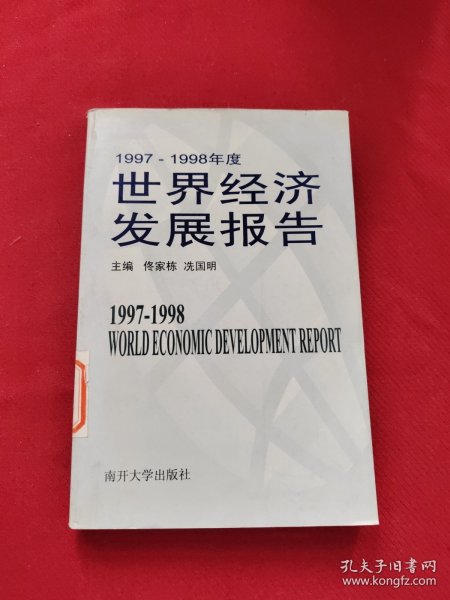 1997-1998年度
世界经济
发展报告
主编 佟家栋 冼国明
1997-1998
WORLD ECONOMIC DEVELOPMENT REPORT
南开大学出版社
孔夫子旧书网
www.kongfz.com